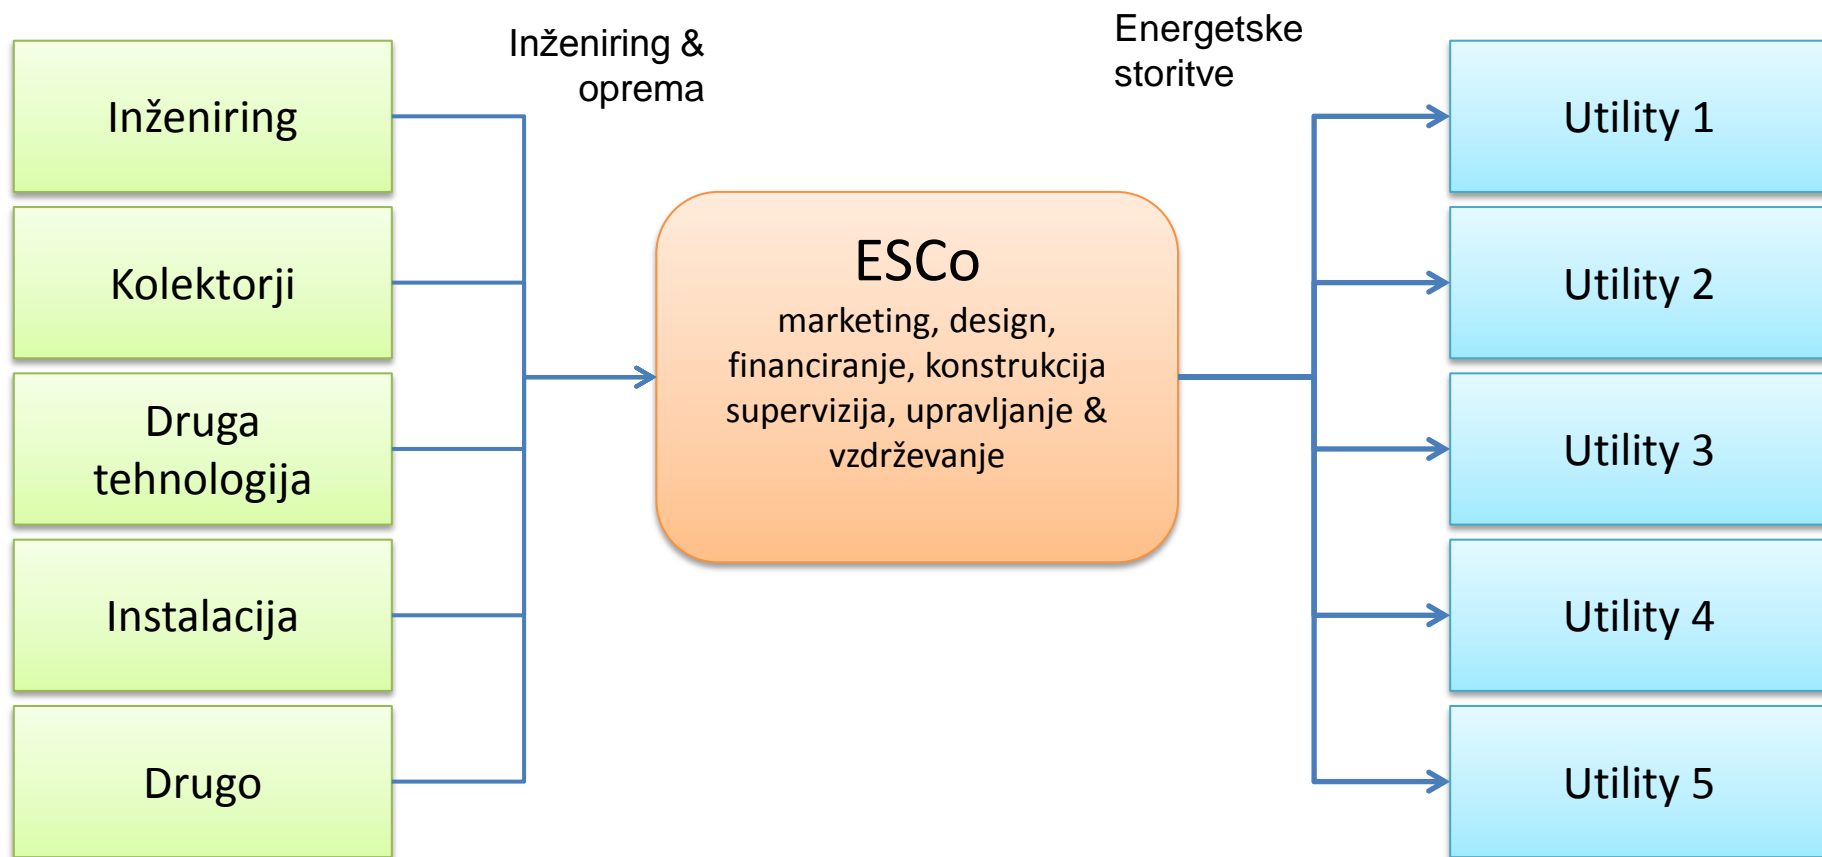 Inženiring &
oprema
Energetske
storitve
Inženiring
Kolektorji
Druga
tehnologija
Instalacija
Drugo
ESCo
marketing, design,
financiranje, konstrukcija
supervizija, upravljanje &
vzdrževanje
Utility 1
Utility 2
Utility 3
Utility 4
Utility 5